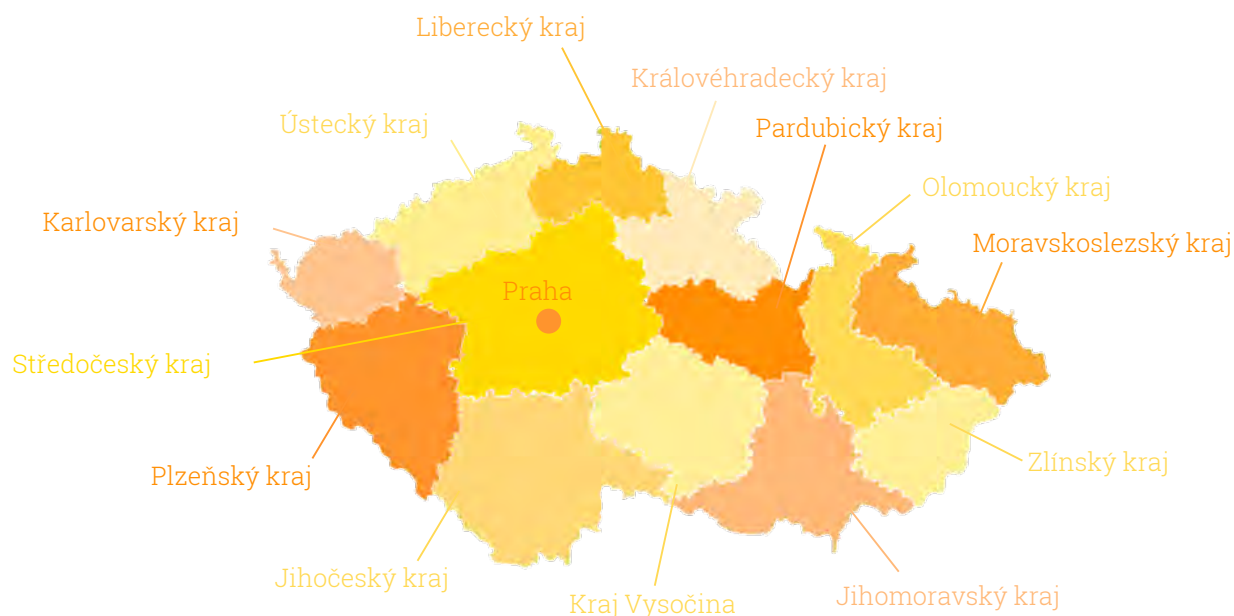 Liberecký kraj
Královéhradecký kraj
Ústecký kraj
Pardubický kraj
Olomoucký kraj
Karlovarský kraj
Moravskoslezský kraj
Praha
Středočeský kraj
Zlínský kraj
Plzeňský kraj
Jihočeský kraj
Jihomoravský kraj
Kraj Vysočina